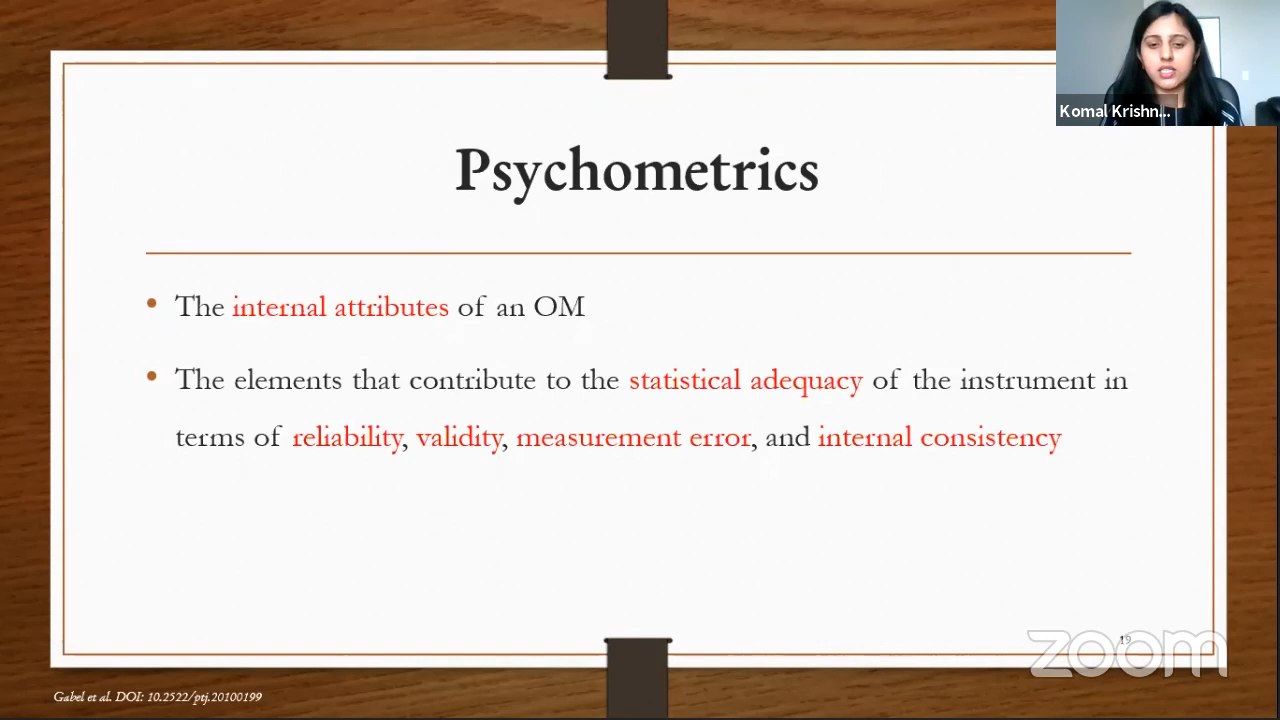 Komal Krishn...
Psychometrics
• The internal attributes of an OM
• The elements that contribute to the statistical adequacy of the instrument in
terms of reliability, validity, measurement error, and internal consistency
19
zoom
Gabel et al. DOI: 10.2522/ptj.20100199